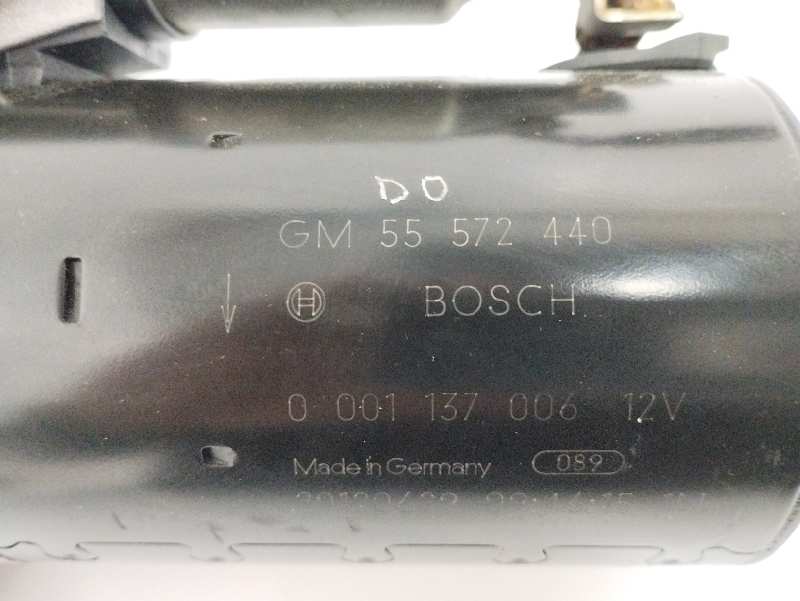 DO
GM 55 572 440
BOSCH
0 001 137 006 12V
Made in Germany 089